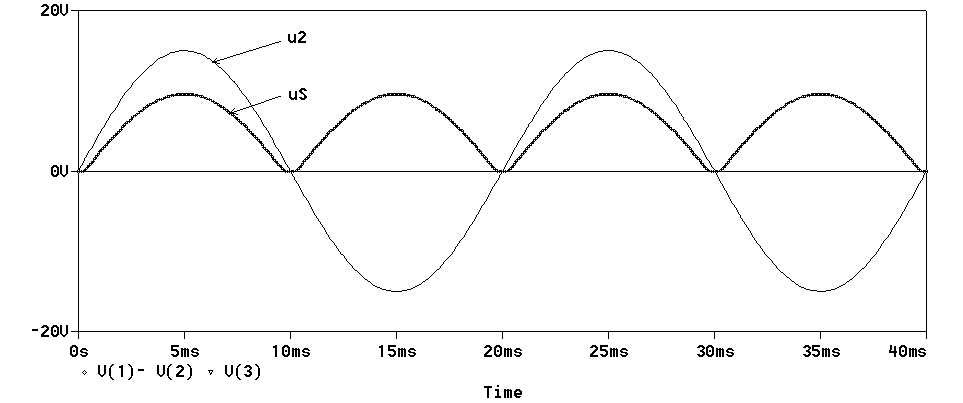 20V
u2
uS
0V
-20V
0s 5ms 10ms 15ms 20ms 25ms 30ms 35ms 40ms
V(1)- V(2) V(3)
Time